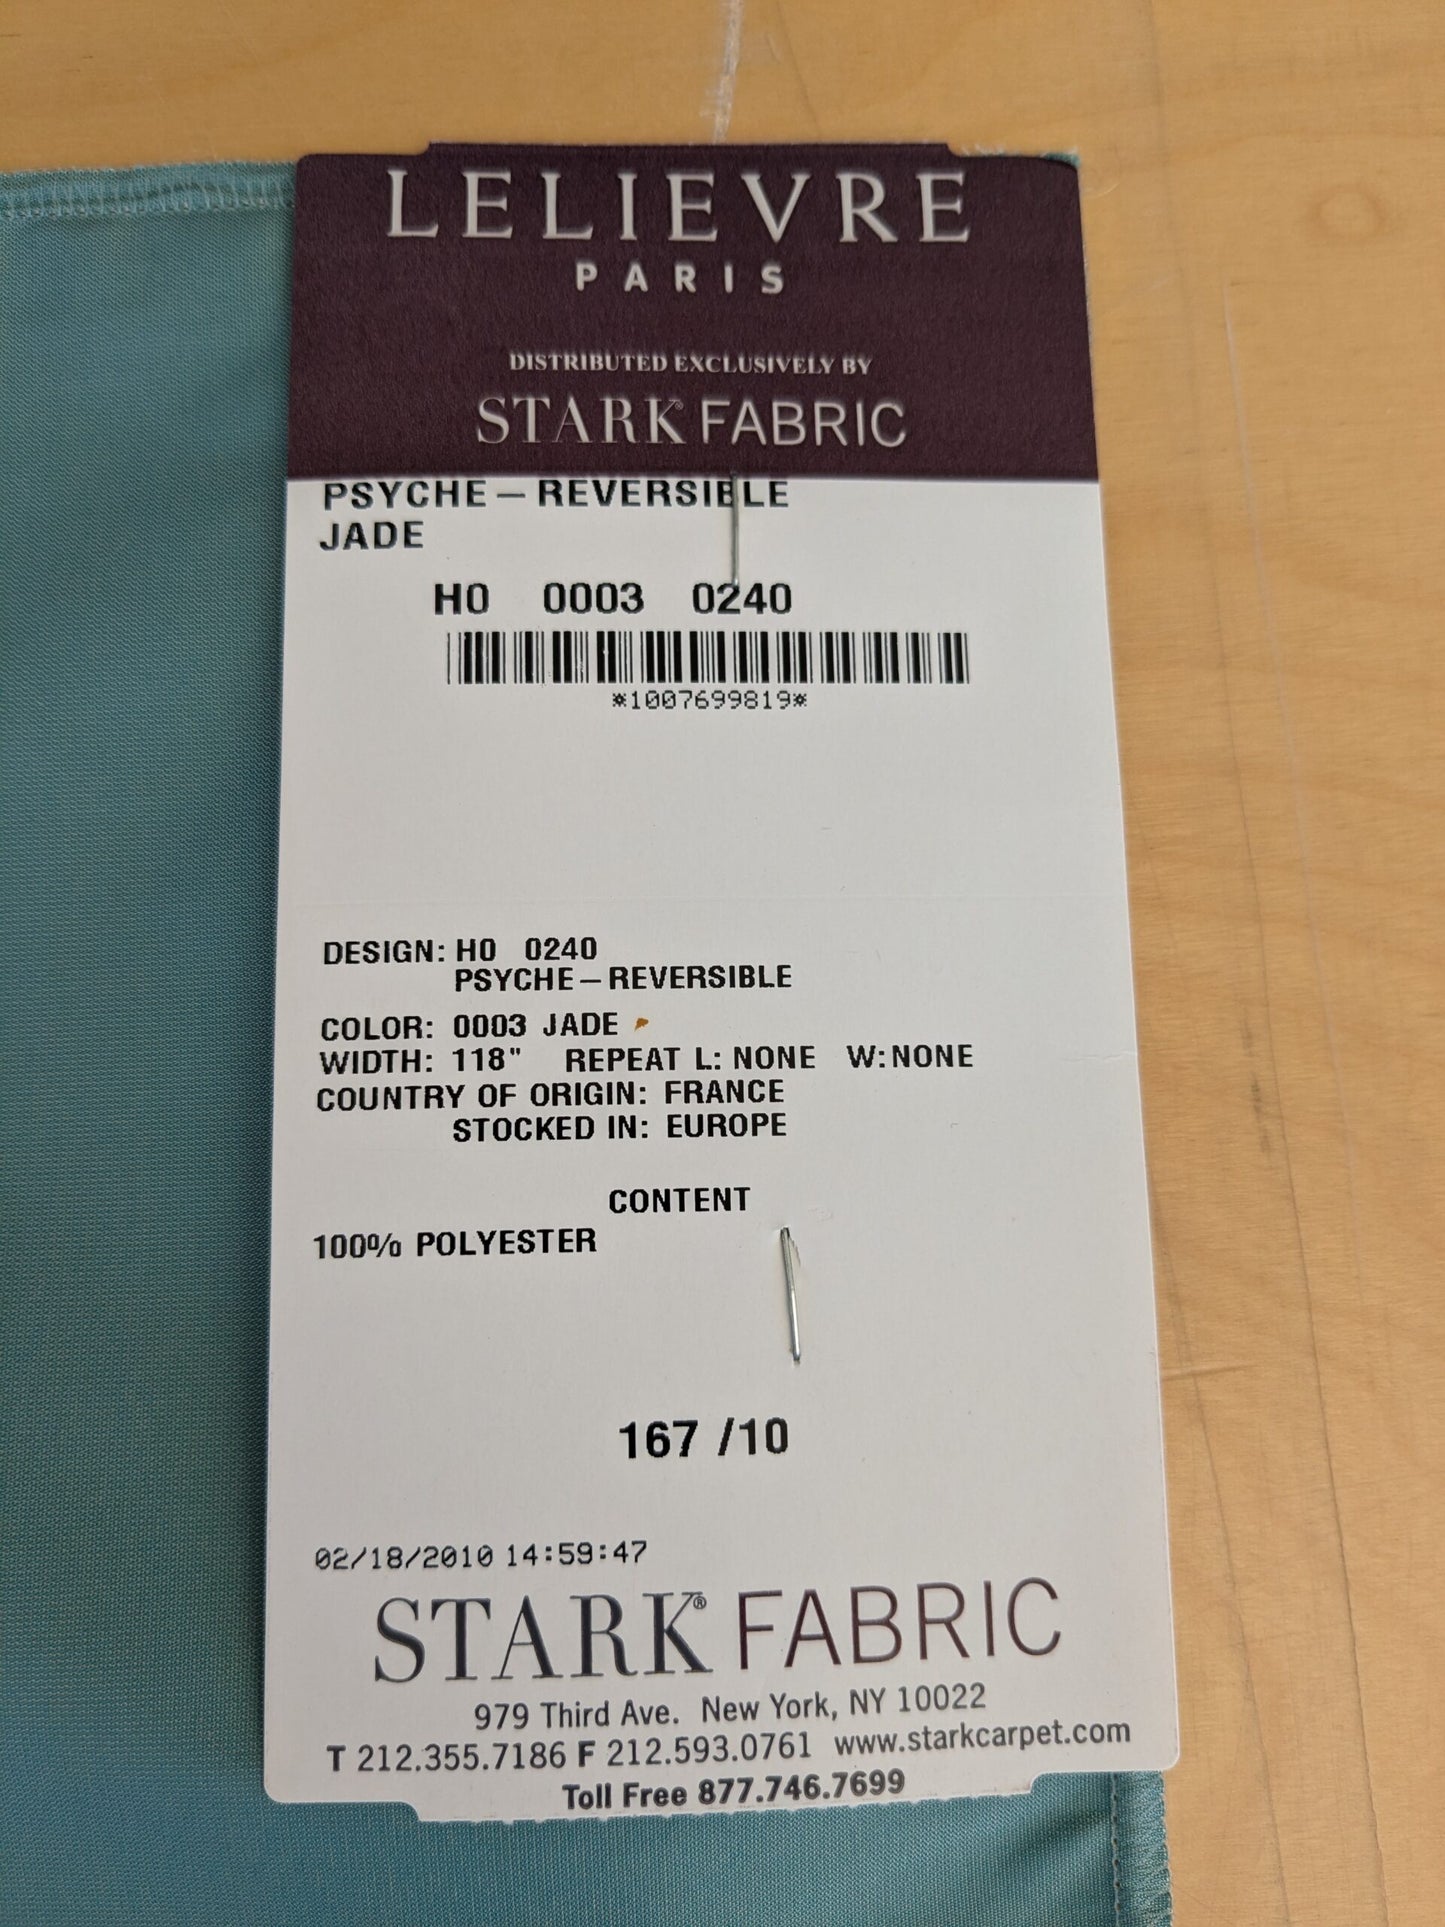 LELIEVRE
PARIS
DISTRIBUTED EXCLUSIVELY BY
STARK® FABRIC
PSYCHE – REVERSIBLE
JADE
H0 0003 0240
*1007699819*
DESIGN: H0 0240
PSYCHE – REVERSIBLE
COLOR: 0003 JADE
WIDTH: 118" REPEAT L: NONE W: NONE
COUNTRY OF ORIGIN: FRANCE
STOCKED IN: EUROPE
CONTENT
100% POLYESTER
167 /10
02/18/2010 14:59:47
STARK® FABRIC
979 Third Ave. New York, NY 10022
T 212.355.7186 F 212.593.0761 www.starkcarpet.com
Toll Free 877.746.7699